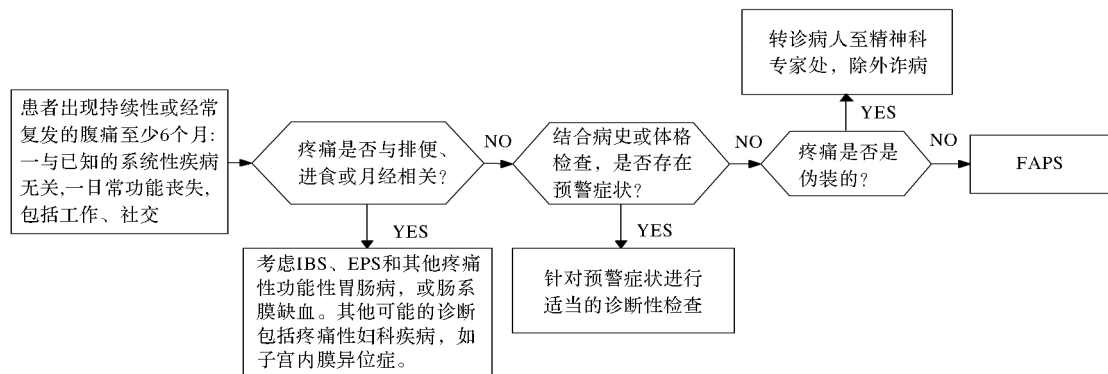 患者出现持续性或经常
复发的腹痛至少6个月:
一与已知的系统性疾病
无关,一日常功能丧失,
包括工作、社交
疼痛是否与排便、
进食或月经相关？
NO
结合病史或体格
检查，是否存在
预警症状？
NO
疼痛是否是
伪装的？
NO
FAPS
YES
转诊病人至精神科
专家处，除外诈病
YES
考虑IBS、EPS和其他疼痛
性功能性胃肠病，或肠系
膜缺血。其他可能的诊断
包括疼痛性妇科疾病，如
子宫内膜异位症。
YES
针对预警症状进行
适当的诊断性检查